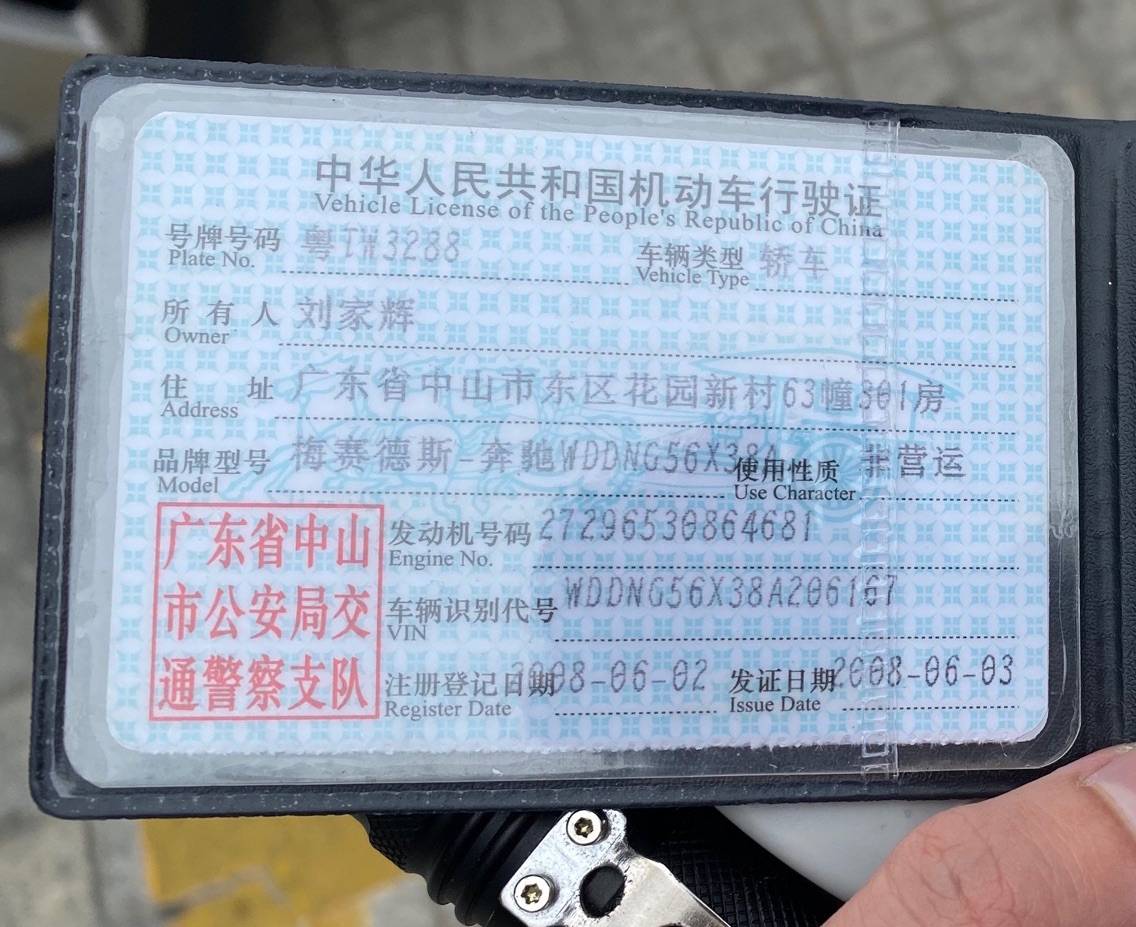 中华人民共和国机动车行驶证
Vehicle License of the People's Republic of China
号牌号码 粤TW3288 车辆类型 轿车
Plate No. Vehicle Type
所有人 刘家辉
Owner
住址 广东省中山市东区花园新村63幢301房
Address
品牌型号 梅赛德斯-奔驰WDDNG56X38A 使用性质 非营运
Model Use Character
广东省中山
市公安局交
通警察支队
发动机号码 27296530864681
Engine No.
车辆识别代号 WDDNG56X38A206167
VIN
注册登记日期 2008-06-02 发证日期 2008-06-03
Register Date Issue Date